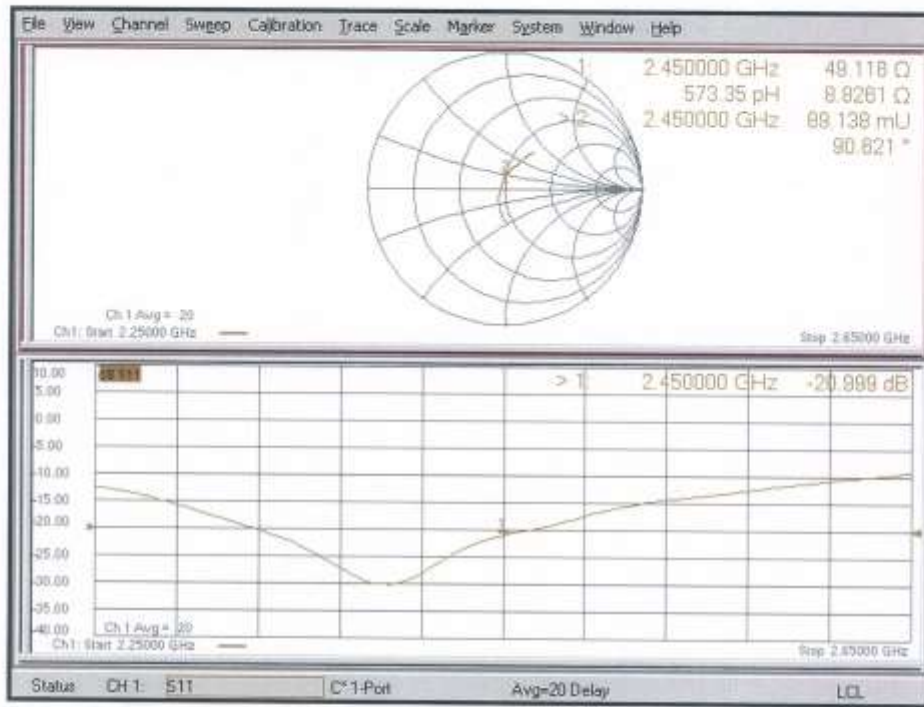 File View Channel Sweep Calibration Trace Scale Marker System Window Help
1: 2.450000 GHz 49.118 Ω
573.35 pH 8.8261 Ω
> 2: 2.450000 GHz 89.138 mU
90.821 °
Ch 1 Avg = 20
Ch1: Start 2.25000 GHz
Stop 2.65000 GHz
10.00
5.00
0.00
-5.00
-10.00
-15.00
-20.00
-25.00
-30.00
-35.00
-40.00
> 1: 2.450000 GHz -20.999 dB
1
Ch 1 Avg = 20
Ch1: Start 2.25000 GHz
Stop 2.65000 GHz
Status CH 1: S11 C* 1-Port Avg=20 Delay LCL